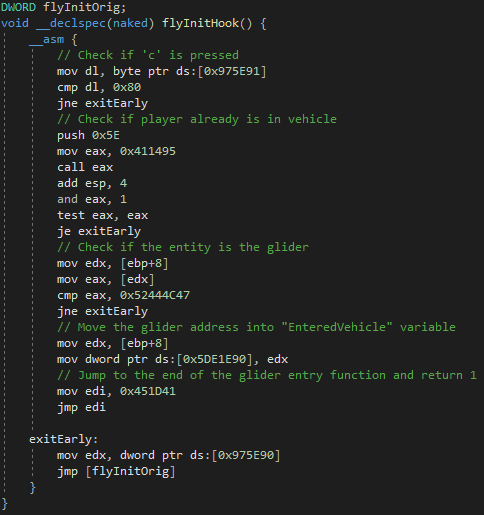 DWORD flyInitOrig;
void __declspec(naked) flyInitHook() {
    __asm {
        // Check if 'c' is pressed
        mov dl, byte ptr ds:[0x975E91]
        cmp dl, 0x80
        jne exitEarly
        // Check if player already is in vehicle
        push 0x5E
        mov eax, 0x411495
        call eax
        add esp, 4
        and eax, 1
        test eax, eax
        je exitEarly
        // Check if the entity is the glider
        mov edx, [ebp+8]
        mov eax, [edx]
        cmp eax, 0x52444C47
        jne exitEarly
        // Move the glider address into "EnteredVehicle" variable
        mov edx, [ebp+8]
        mov dword ptr ds:[0x5DE1E90], edx
        // Jump to the end of the glider entry function and return 1
        mov edi, 0x451D41
        jmp edi

    exitEarly:
        mov edx, dword ptr ds:[0x975E90]
        jmp [flyInitOrig]
    }
}